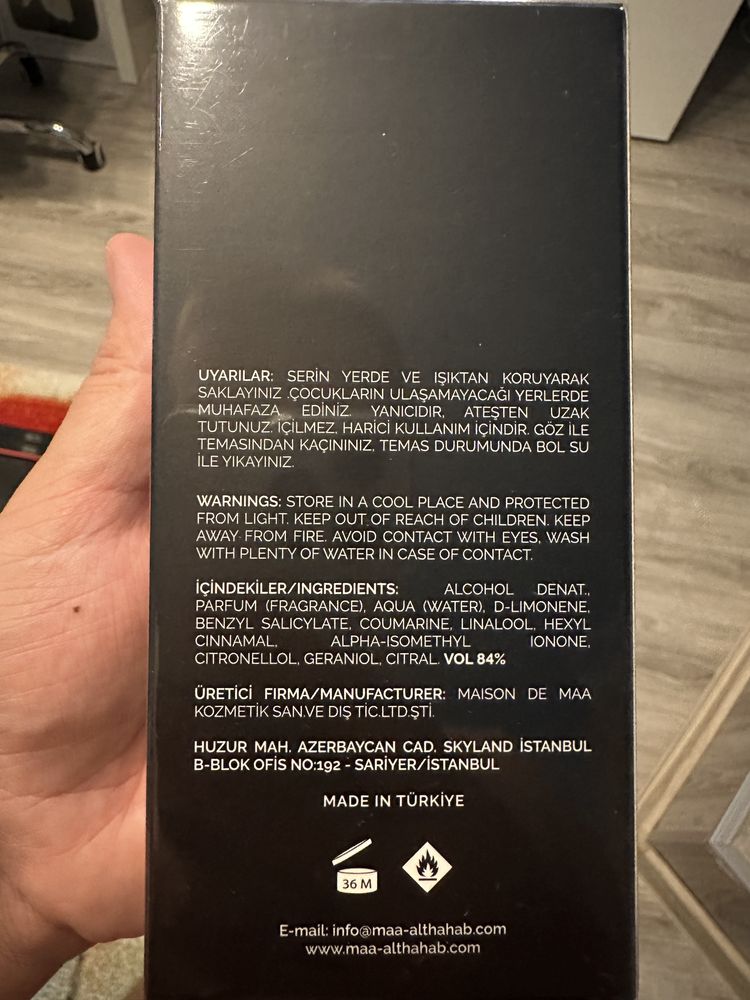 UYARILAR: SERİN YERDE VE IŞIKTAN KORUYARAK
SAKLAYINIZ .ÇOCUKLARIN ULAŞAMAYACAĞI YERLERDE
MUHAFAZA EDİNİZ. YANICIDIR, ATEŞTEN UZAK
TUTUNUZ. İÇİLMEZ, HARİCİ KULLANIM İÇİNDİR. GÖZ İLE
TEMASINDAN KAÇININIZ, TEMAS DURUMUNDA BOL SU
İLE YIKAYINIZ.
WARNINGS: STORE IN A COOL PLACE AND PROTECTED
FROM LIGHT. KEEP OUT OF REACH OF CHILDREN. KEEP
AWAY FROM FIRE. AVOID CONTACT WITH EYES, WASH
WITH PLENTY OF WATER IN CASE OF CONTACT.
İÇİNDEKİLER/INGREDIENTS: ALCOHOL DENAT.,
PARFUM (FRAGRANCE), AQUA (WATER), D-LIMONENE,
BENZYL SALICYLATE, COUMARINE, LINALOOL, HEXYL
CINNAMAL, ALPHA-ISOMETHYL IONONE,
CITRONELLOL, GERANIOL, CITRAL. VOL 84%
ÜRETİCİ FIRMA/MANUFACTURER: MAISON DE MAA
KOZMETİK SAN.VE DIŞ TİC.LTD.ŞTİ.
HUZUR MAH. AZERBAYCAN CAD. SKYLAND İSTANBUL
B-BLOK OFİS NO:192 - SARIYER/İSTANBUL
MADE IN TÜRKİYE
36 M
E-mail: info@maa-althahab.com
www.maa-althahab.com